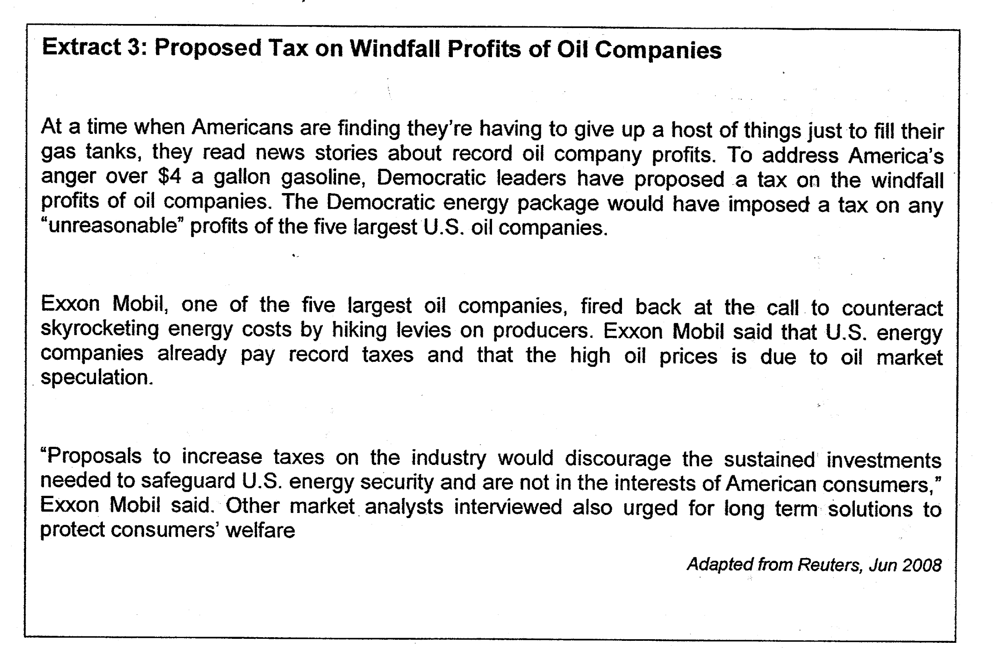 Extract 3: Proposed Tax on Windfall Profits of Oil Companies
At a time when Americans are finding they're having to give up a host of things just to fill their
gas tanks, they read news stories about record oil company profits. To address America's
anger over $4 a gallon gasoline, Democratic leaders have proposed a tax on the windfall
profits of oil companies. The Democratic energy package would have imposed a tax on any
“unreasonable” profits of the five largest U.S. oil companies.
Exxon Mobil, one of the five largest oil companies, fired back at the call to counteract
skyrocketing energy costs by hiking levies on producers. Exxon Mobil said that U.S. energy
companies already pay record taxes and that the high oil prices is due to oil market
speculation.
“Proposals to increase taxes on the industry would discourage the sustained investments
needed to safeguard U.S. energy security and are not in the interests of American consumers,”
Exxon Mobil said. Other market analysts interviewed also urged for long term solutions to
protect consumers' welfare
Adapted from Reuters, Jun 2008